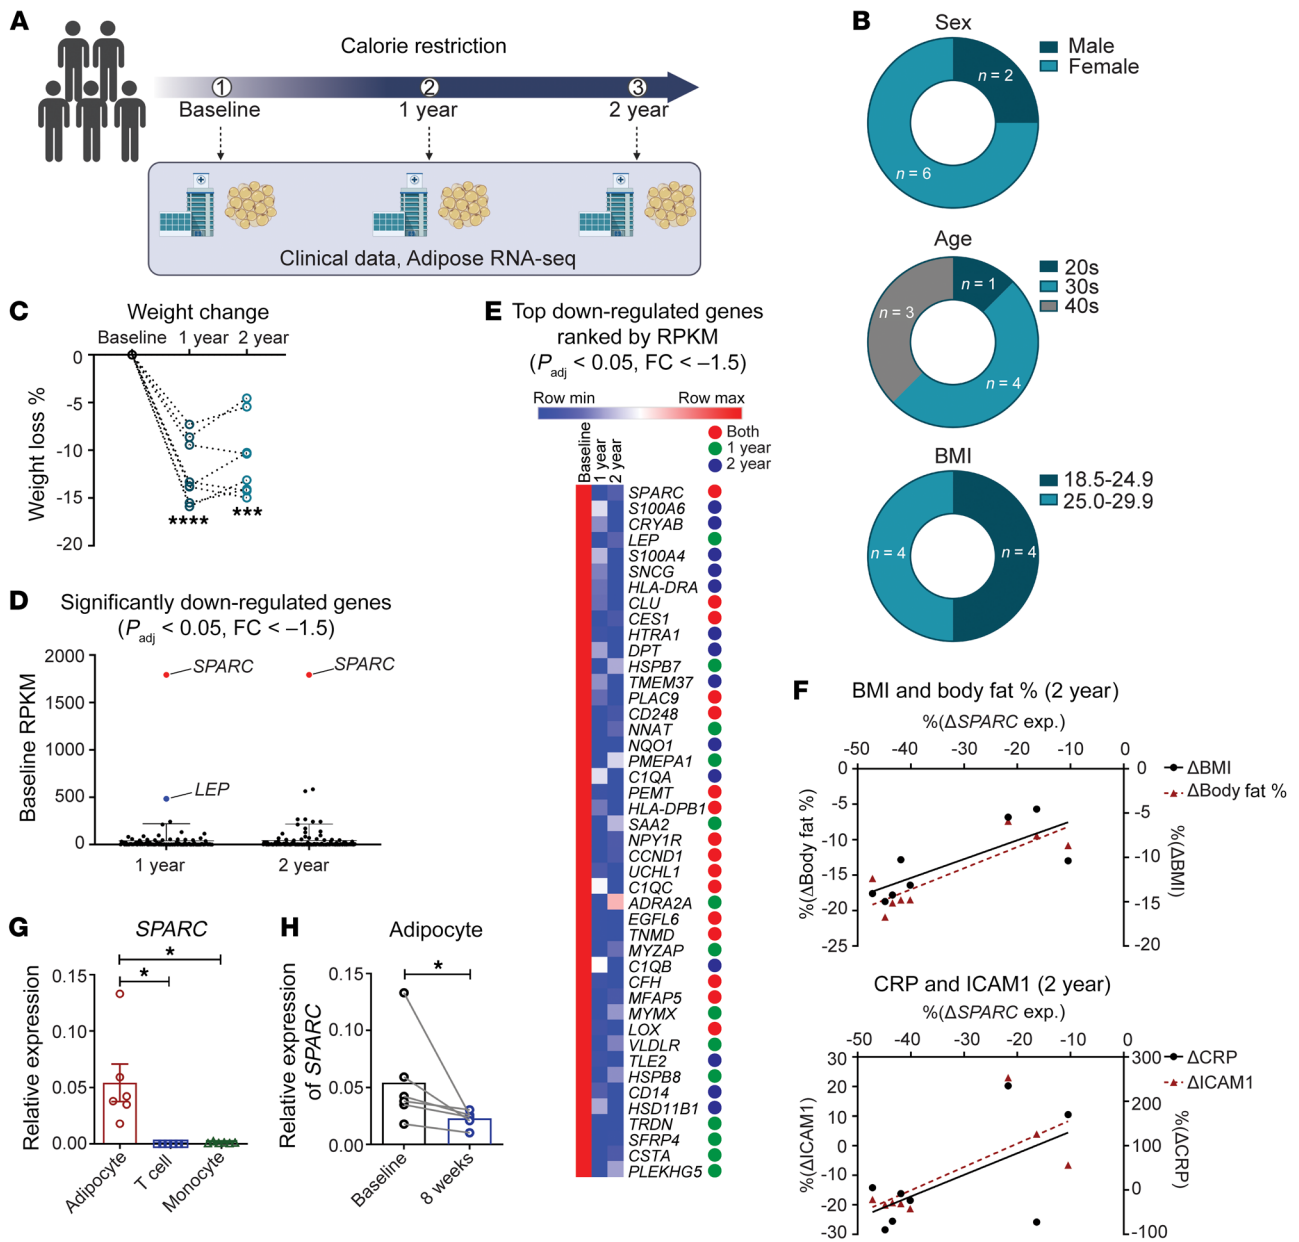 A
Calorie restriction
1
2
3
Baseline
1 year
2 year
Clinical data, Adipose RNA-seq
B
Sex
Male
Female
n = 2
n = 6
Age
20s
30s
40s
n = 1
n = 3
n = 4
BMI
18.5-24.9
25.0-29.9
n = 4
n = 4
C
Weight change
Baseline 1 year 2 year
Weight loss %
0
-5
-10
-15
-20
****
***
D
Significantly down-regulated genes
(Padj < 0.05, FC < –1.5)
Baseline RPKM
2000
1500
1000
500
0
SPARC
SPARC
LEP
1 year
2 year
E
Top down-regulated genes
ranked by RPKM
(Padj < 0.05, FC < –1.5)
Row min
Row max
Both
1 year
2 year
Baseline
1 year
2 year
SPARC
S100A6
CRYAB
LEP
S100A4
SNCG
HLA-DRA
CLU
CES1
HTRA1
DPT
HSPB7
TMEM37
PLAC9
CD248
NNAT
NQO1
PMEPA1
C1QA
PEMT
HLA-DPB1
SAA2
NPY1R
CCND1
UCHL1
C1QC
ADRA2A
EGFL6
TNMD
MYZAP
C1QB
CFH
MFAP5
MYMX
LOX
VLDLR
TLE2
HSPB8
CD14
HSD11B1
TRDN
SFRP4
CSTA
PLEKHG5
F
BMI and body fat % (2 year)
%(ΔSPARC exp.)
-50 -40 -30 -20 -10 0
%(ΔBody fat %)
0
-5
-10
-15
-20
-25
0
-5
-10
-15
-20
%(ΔBMI)
ΔBMI
ΔBody fat %
CRP and ICAM1 (2 year)
%(ΔSPARC exp.)
-50 -40 -30 -20 -10 0
%(ΔICAM1)
30
20
10
0
-10
-20
-30
300
200
100
0
-100
%(ΔCRP)
ΔCRP
ΔICAM1
G
SPARC
*
*
Relative expression
0.15
0.10
0.05
0.00
Adipocyte
T cell
Monocyte
H
Adipocyte
*
Relative expression
of SPARC
0.15
0.10
0.05
0.00
Baseline
8 weeks